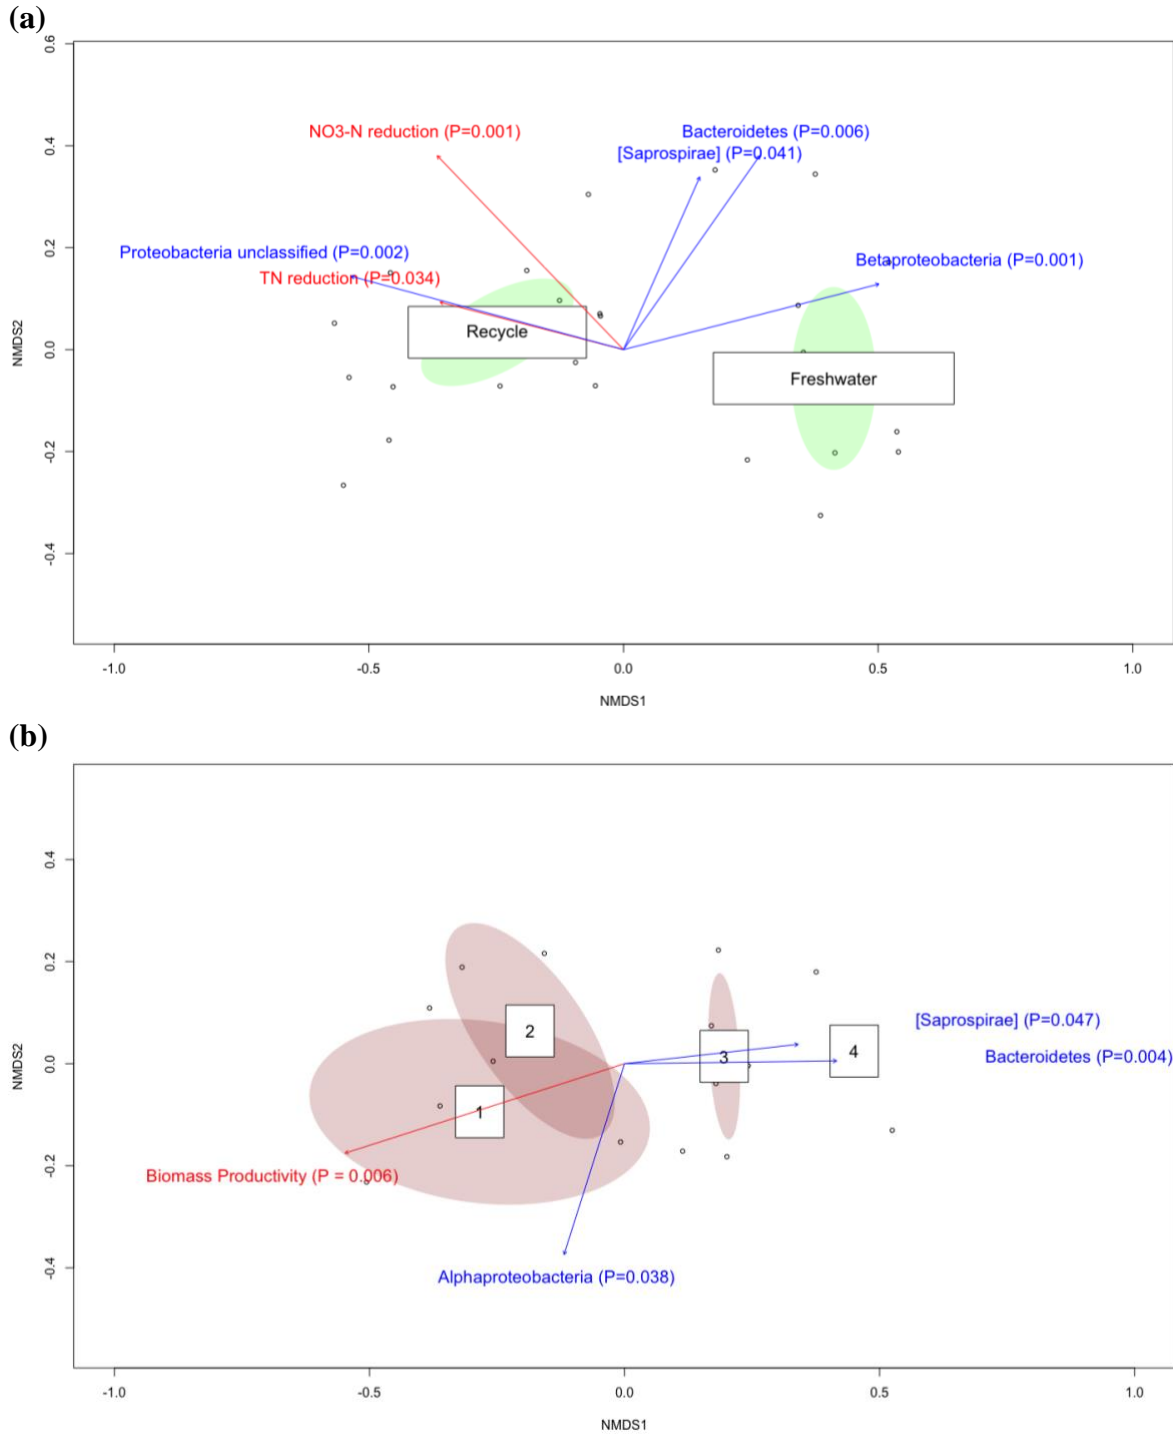 (a)
0.6
0.4
0.2
0.0
-0.2
-0.4
NMDS2
NO3-N reduction (P=0.001)
Bacteroidetes (P=0.006)
[Saprospirae] (P=0.041)
Proteobacteria unclassified (P=0.002)
Betaproteobacteria (P=0.001)
TN reduction (P=0.034)
Recycle
Freshwater
-1.0
-0.5
0.0
0.5
1.0
NMDS1
(b)
0.4
0.2
0.0
-0.2
-0.4
NMDS2
2
[Saprospirae] (P=0.047)
3
4
Bacteroidetes (P=0.004)
1
Biomass Productivity (P = 0.006)
Alphaproteobacteria (P=0.038)
-1.0
-0.5
0.0
0.5
1.0
NMDS1